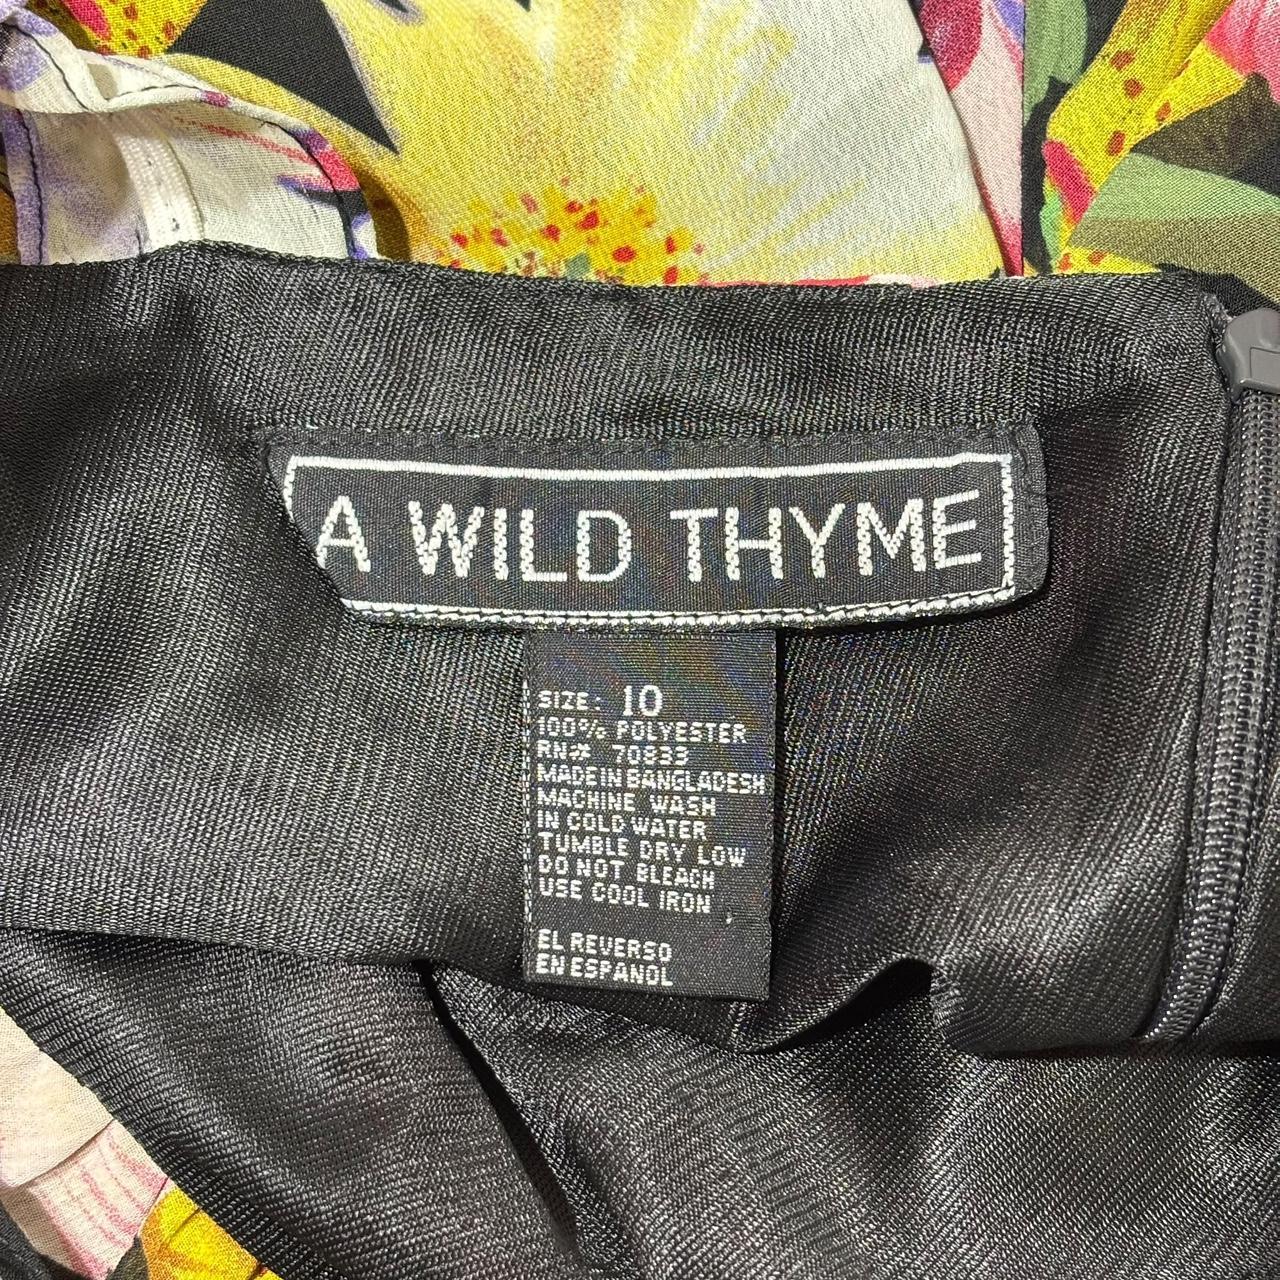 A WILD THYME
SIZE: 10
100% POLYESTER
RN# 70833
MADE IN BANGLADESH
MACHINE WASH
IN COLD WATER
TUMBLE DRY LOW
DO NOT BLEACH
USE COOL IRON
EL REVERSO
EN ESPANOL